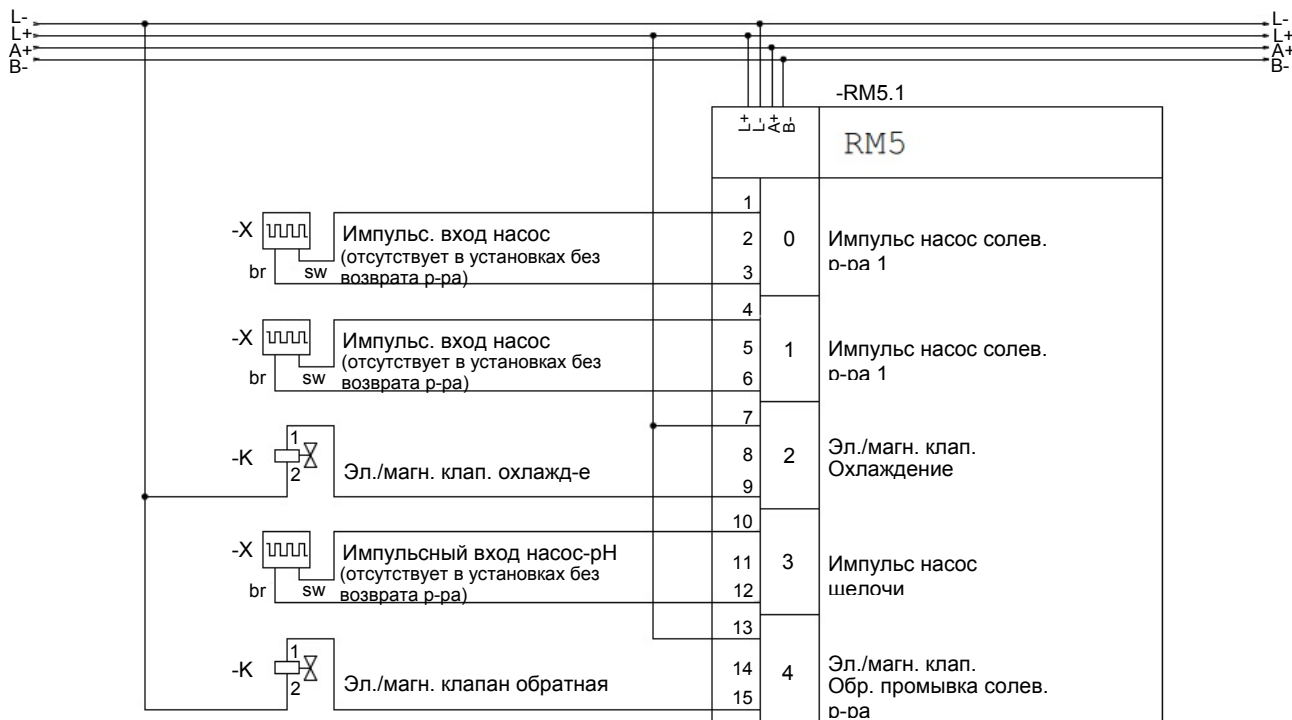 L-
L+
A+
B-
L-
L+
A+
B-
-RM5.1
L+
L-
A+
B-
RM5
1
-X
Импульс. вход насос
(отсутствует в установках без
возврата р-ра)
br
sw
2
3
0
Импульс насос солев.
р-ра 1
4
-X
Импульс. вход насос
(отсутствует в установках без
возврата р-ра)
br
sw
5
6
1
Импульс насос солев.
р-ра 1
7
-K
1
2
Эл./магн. клап. охлажд-е
8
9
2
Эл./магн. клап.
Охлаждение
10
-X
Импульсный вход насос-pH
(отсутствует в установках без
возврата р-ра)
br
sw
11
12
3
Импульс насос
щелочи
13
-K
1
2
Эл./магн. клапан обратная
14
15
4
Эл./магн. клап.
Обр. промывка солев.
р-ра